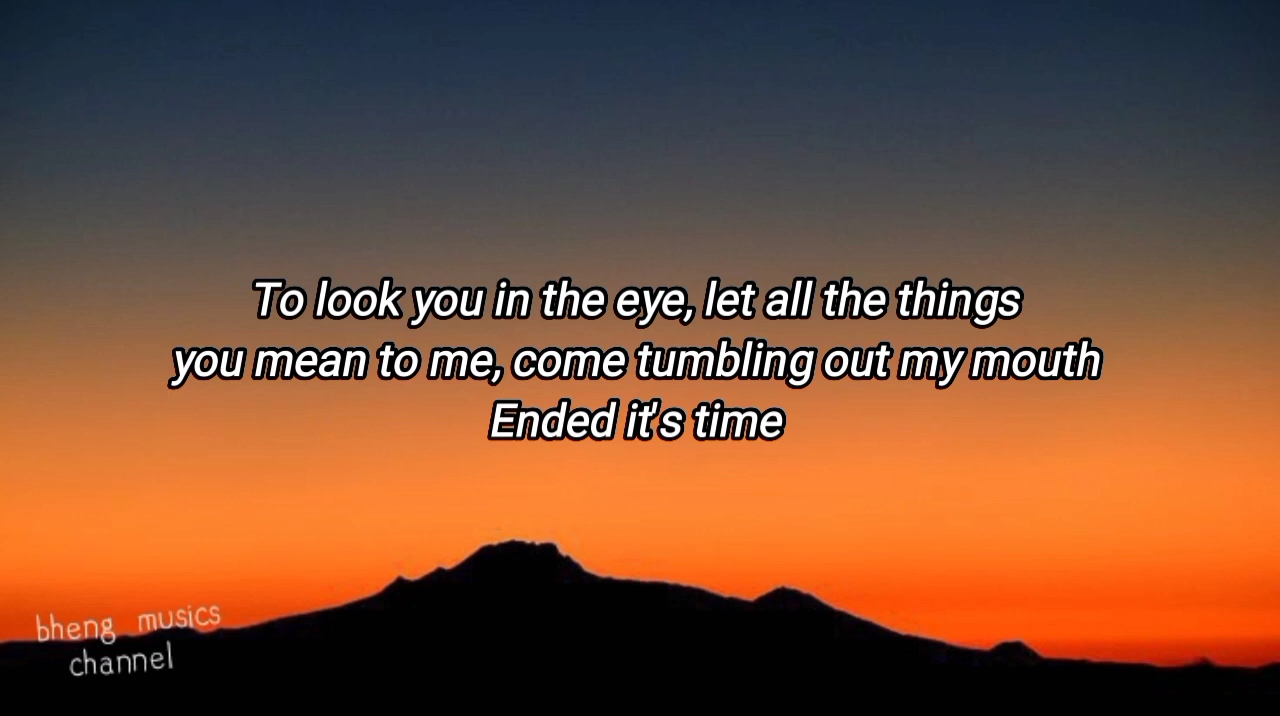 To look you in the eye, let all the things
you mean to me, come tumbling out my mouth
Ended it's time
bheng musics
channel